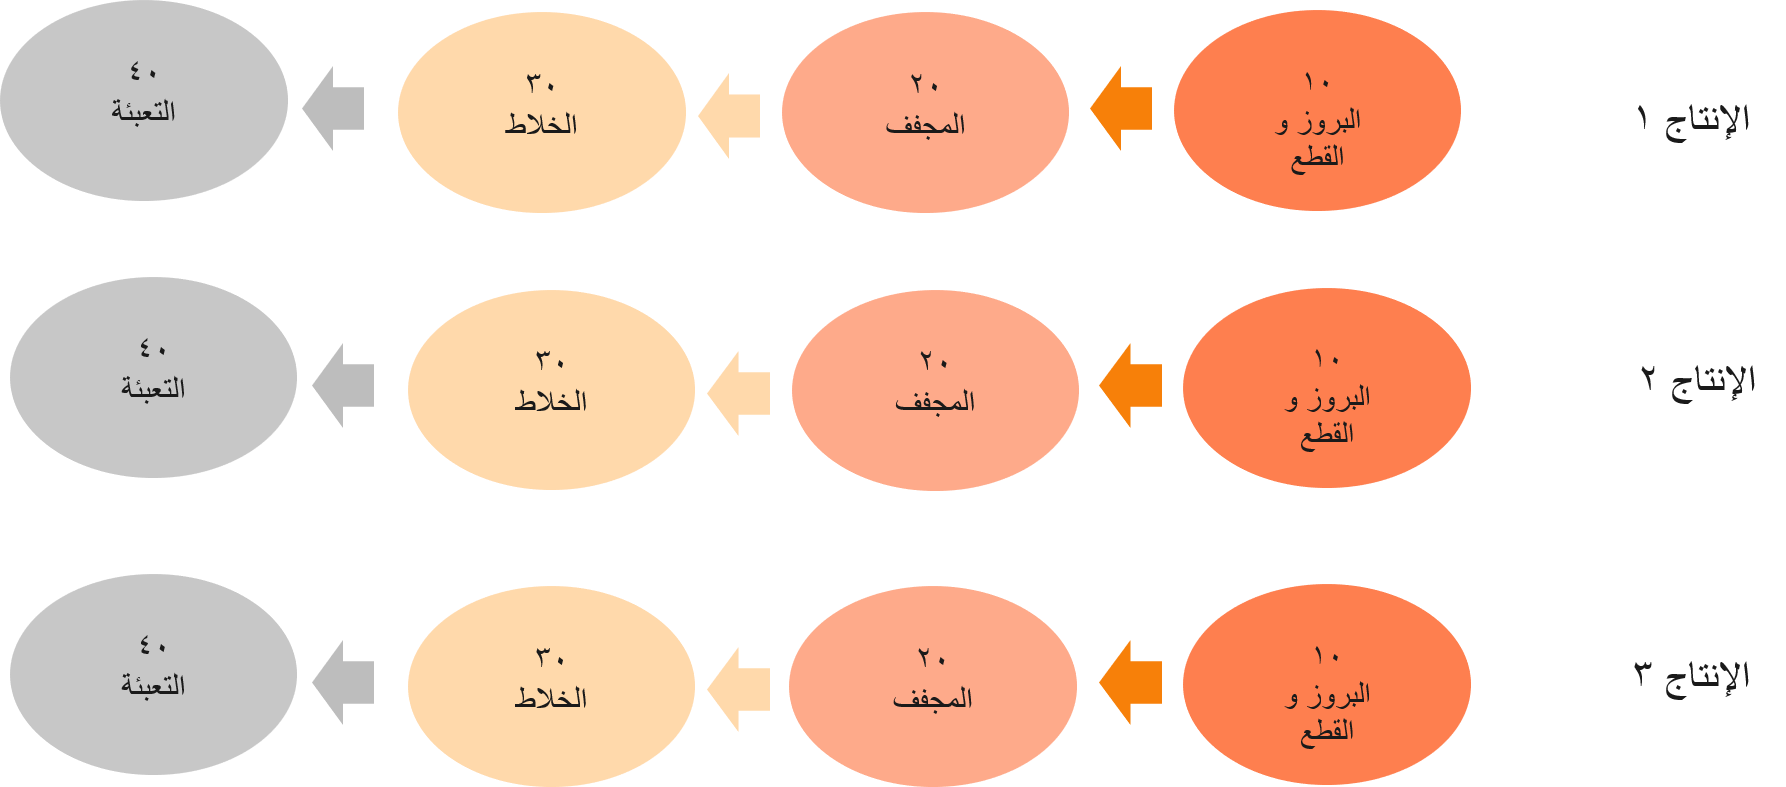 الإنتاج ١
١٠
البروز و
القطع
٢٠
المجفف
٣٠
الخلاط
٤٠
التعبئة
الإنتاج ٢
١٠
البروز و
القطع
٢٠
المجفف
٣٠
الخلاط
٤٠
التعبئة
الإنتاج ٣
١٠
البروز و
القطع
٢٠
المجفف
٣٠
الخلاط
٤٠
التعبئة